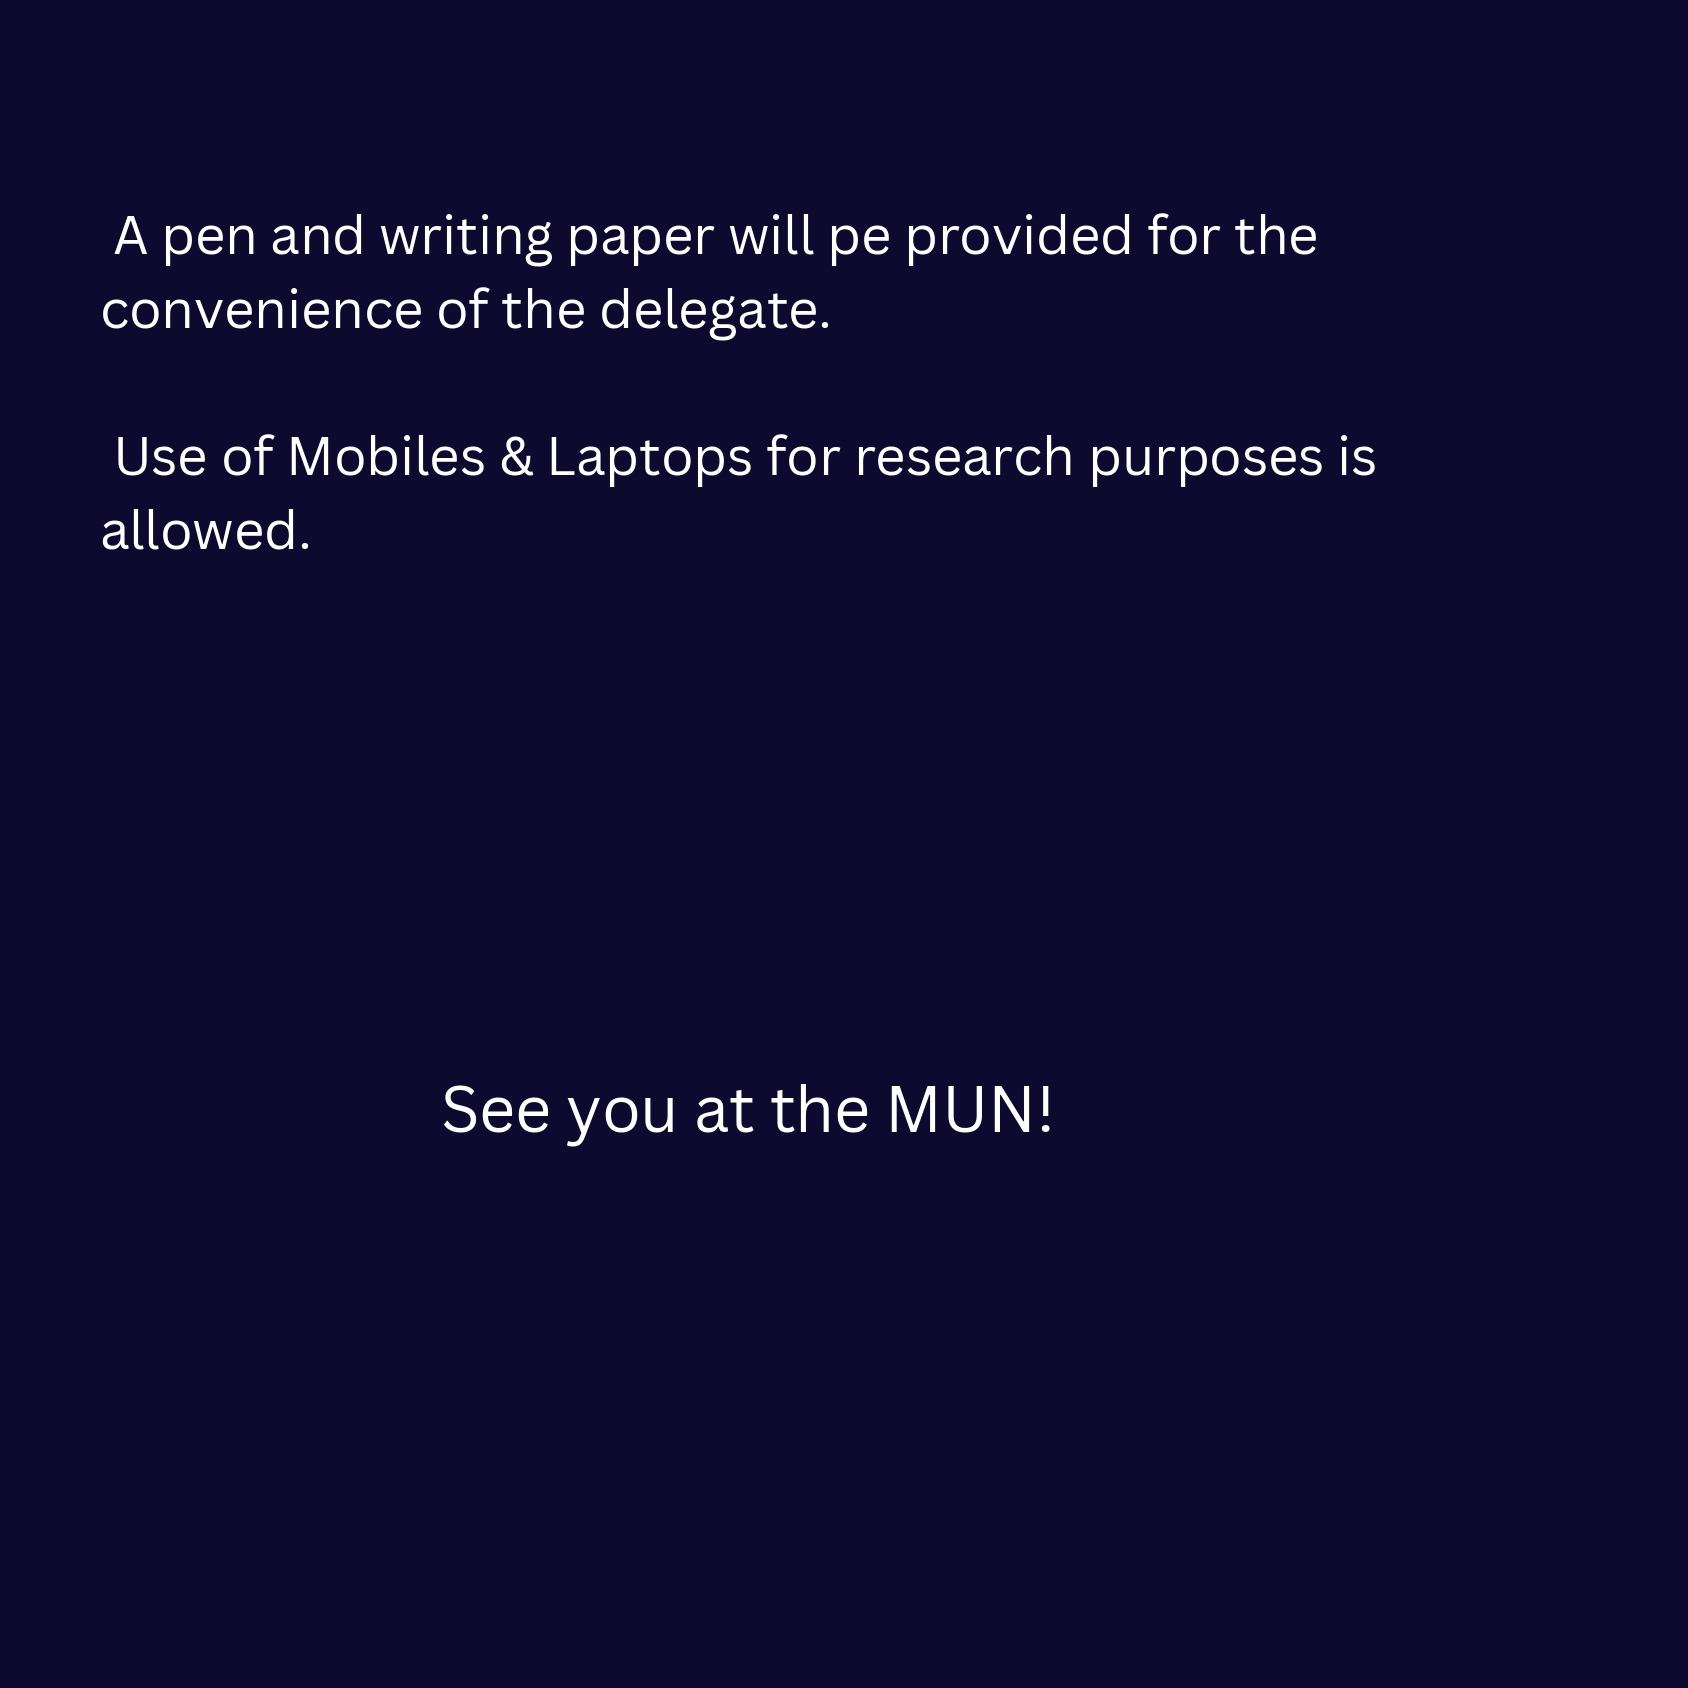 A pen and writing paper will pe provided for the
convenience of the delegate.
Use of Mobiles & Laptops for research purposes is
allowed.
See you at the MUN!